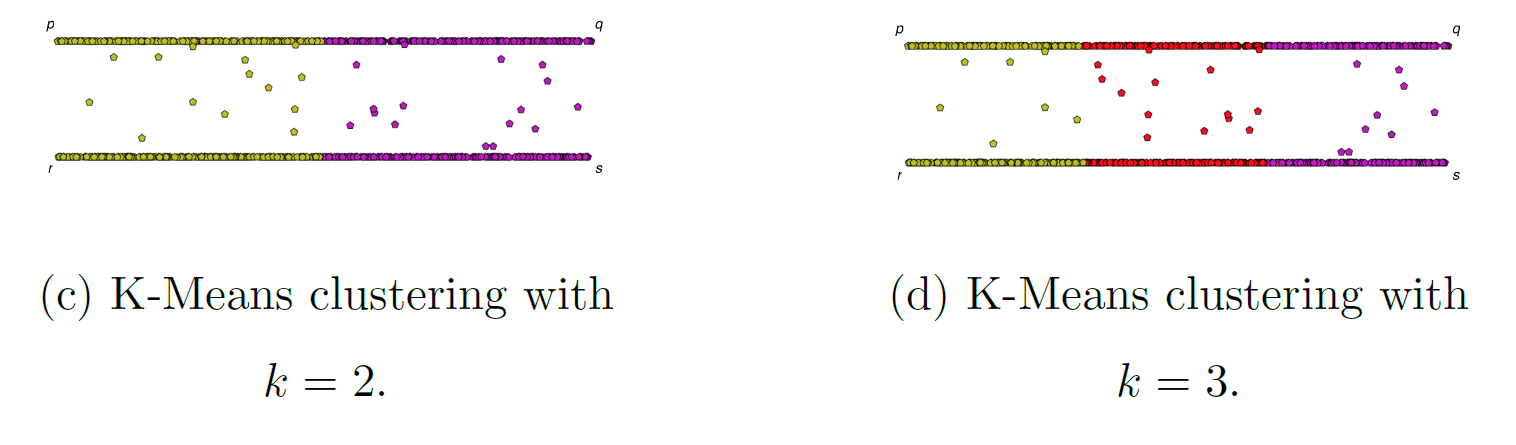 p q p q
r s r s
(c) K-Means clustering with (d) K-Means clustering with
k = 2. k = 3.